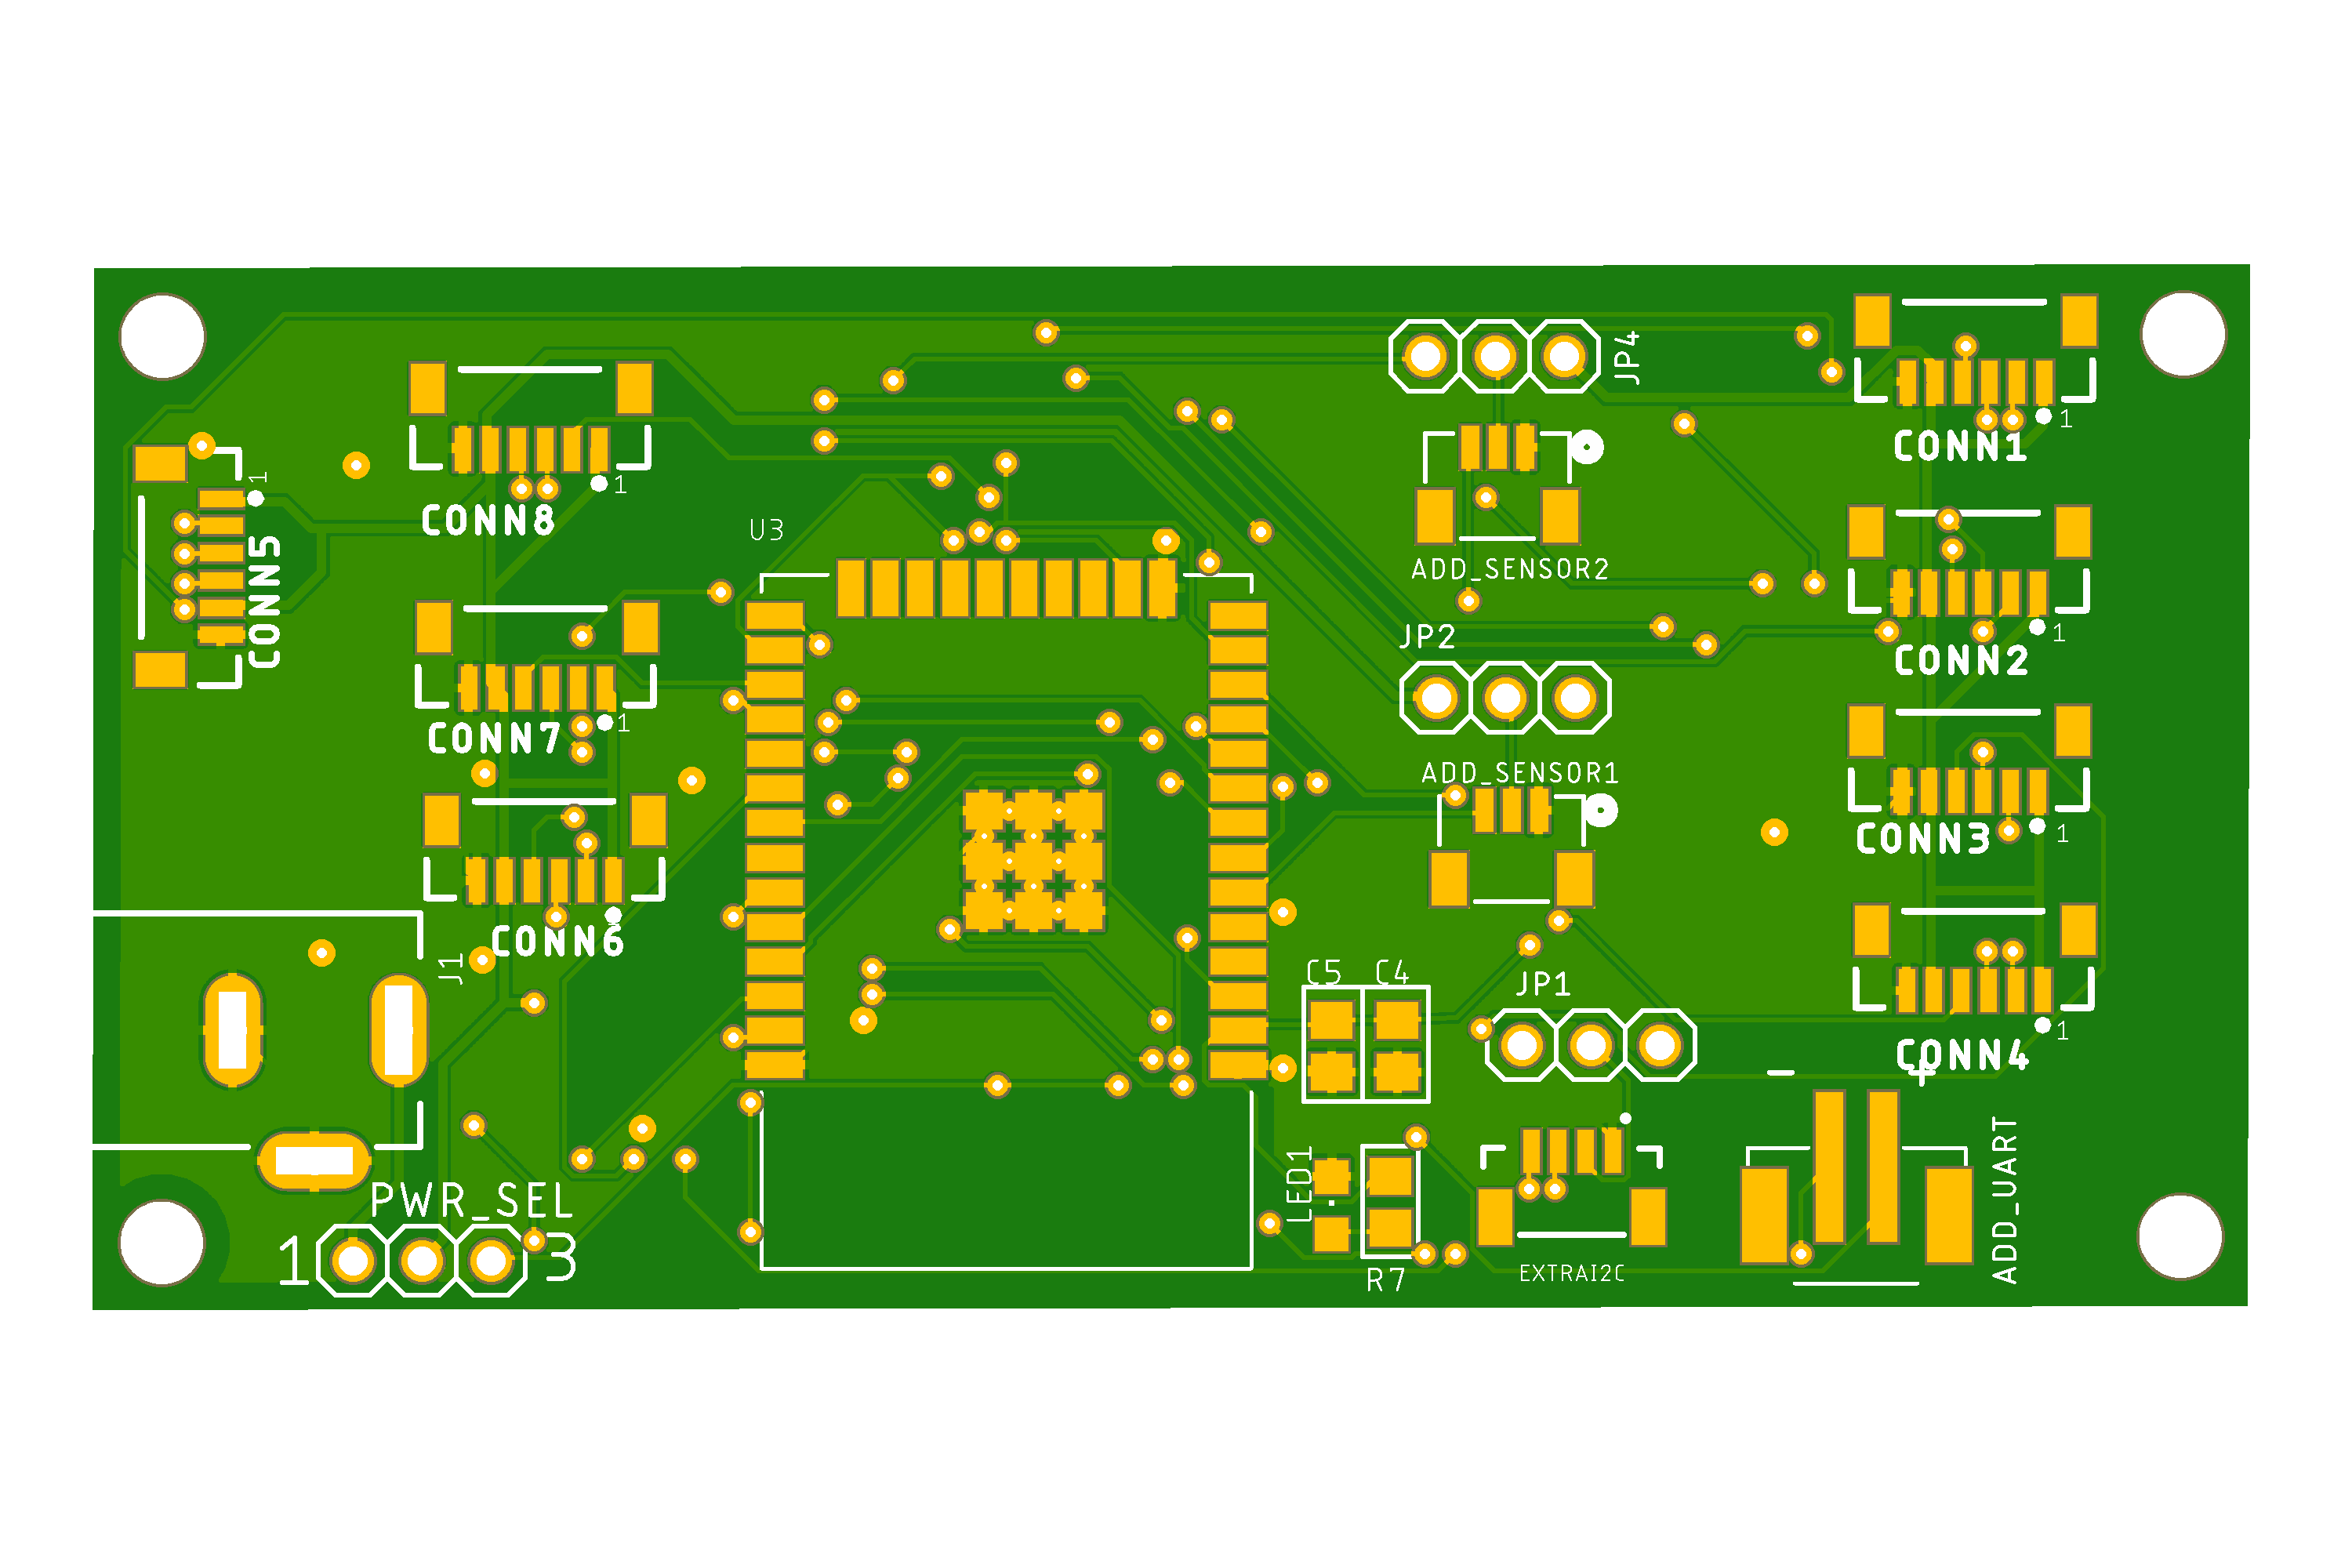 JP4
1
CONN1
1
1
CONN8
CONN5
U3
ADD_SENSOR2
JP2
1
CONN2
1
CONN7
ADD_SENSOR1
1
CONN3
CONN6
J1
C5 C4
JP1
1
CONN4
- +
LED1
ADD_UART
PWR_SEL
1 3
R7
EXTRAI2C